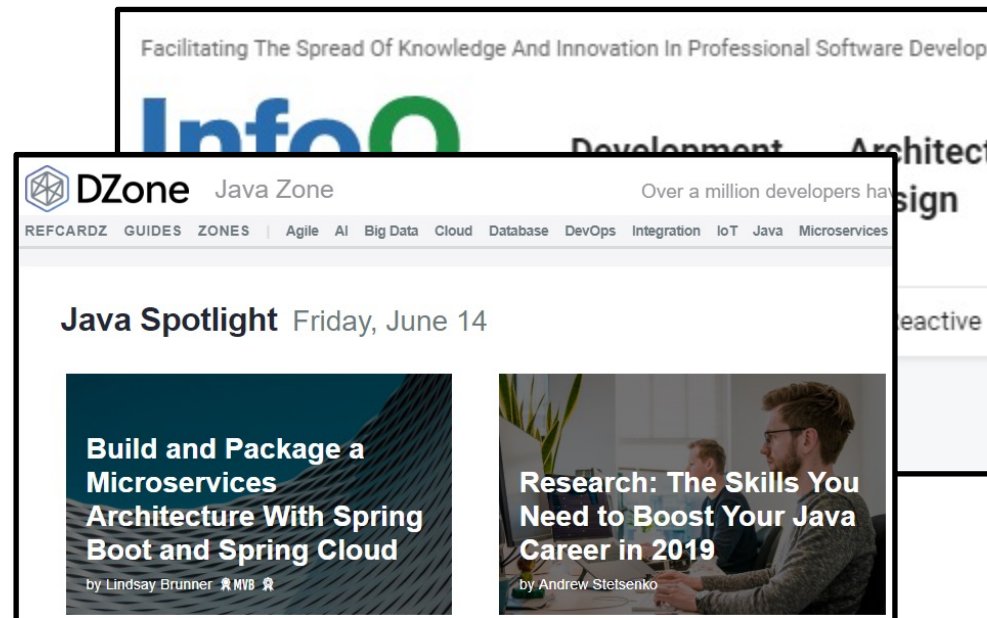 Facilitating The Spread Of Knowledge And Innovation In Professional Software Develop
InfoQ
Development
Architect
sign
eactive
DZone Java Zone
Over a million developers hav
REFCARDZ GUIDES ZONES | Agile AI Big Data Cloud Database DevOps Integration IoT Java Microservices
Java Spotlight Friday, June 14
Build and Package a
Microservices
Architecture With Spring
Boot and Spring Cloud
by Lindsay Brunner MVB
Research: The Skills You
Need to Boost Your Java
Career in 2019
by Andrew Stetsenko